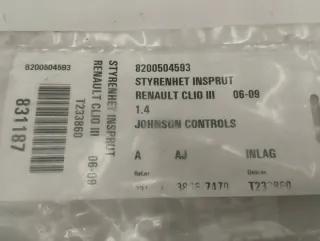 8200504593
STYRENHET INSPRUT
RENAULT CLIO III 06-09
T233860
831187
8200504593
STYRENHET INSPRUT
RENAULT CLIO III 06-09
1.4
JOHNSON CONTROLS
A AJ INLAG
T233860